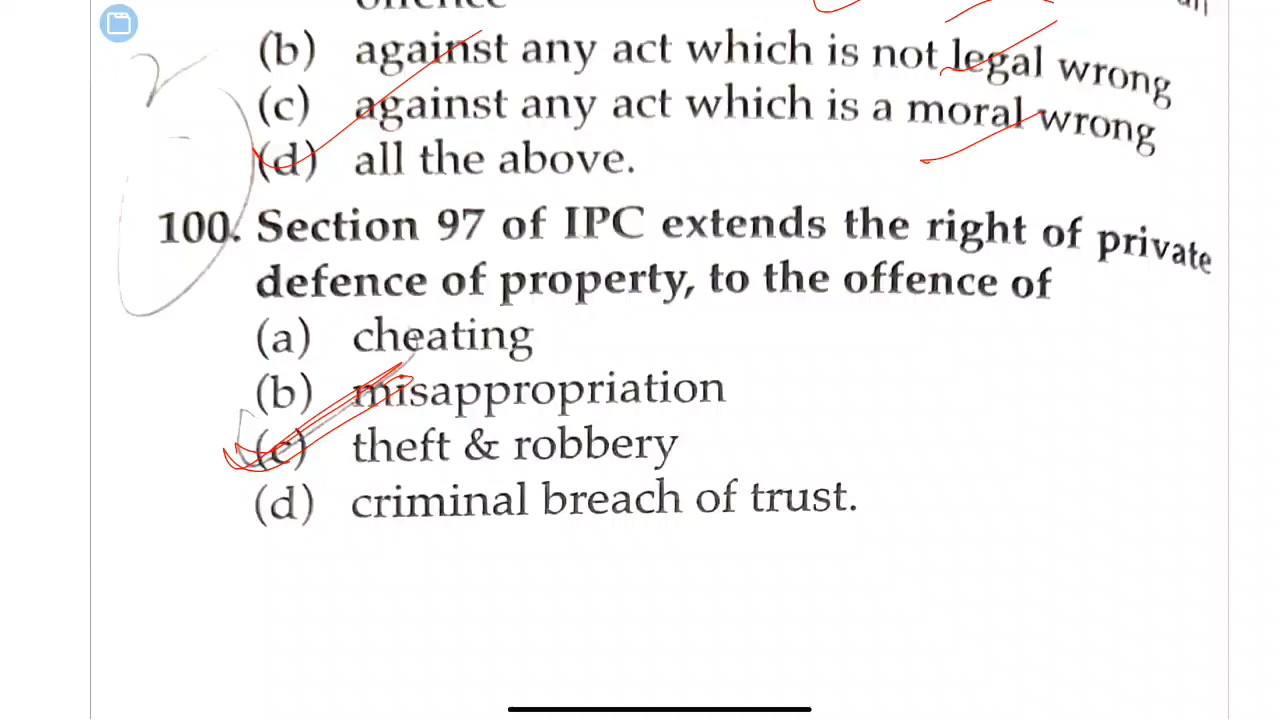 offence
(b) against any act which is not legal wrong
(c) against any act which is a moral wrong
(d) all the above.
100. Section 97 of IPC extends the right of private
defence of property, to the offence of
(a) cheating
(b) misappropriation
(c) theft & robbery
(d) criminal breach of trust.